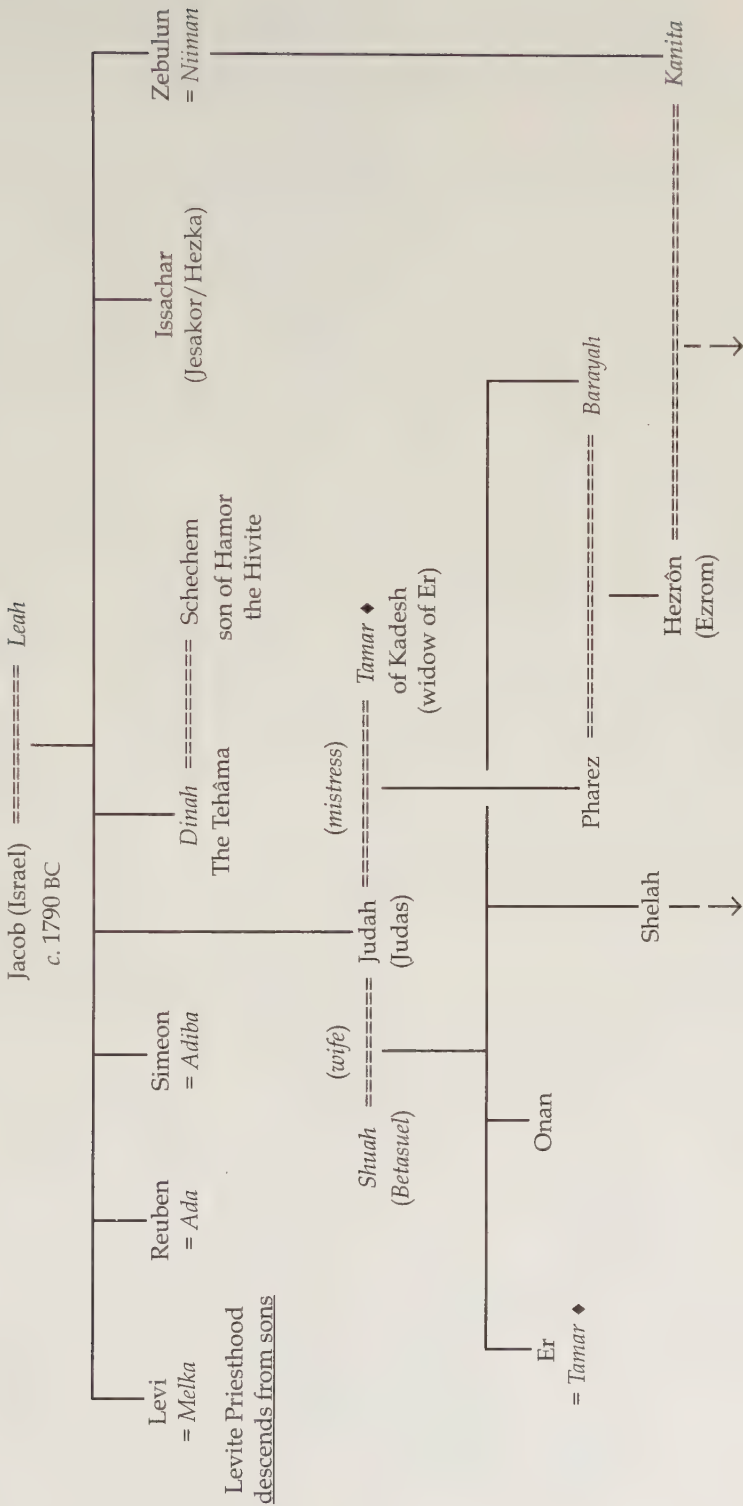 Jacob (Israel) =========== Leah
c. 1790 BC
Levi
= Melka
Levite Priesthood
descends from sons
Reuben
= Ada
Simeon
= Adiba
Dinah ========== Schechem
The Tehâma
son of Hamor
the Hivite
Issachar
(Jesakor/Hezka)
Zebulun
= Niiman
(wife)
(mistress)
Shuah ========= Judah ============ Tamar ♦
(Betasuel)
(Judas)
of Kadesh
(widow of Er)
Er
= Tamar ♦
Onan
Shelah
Pharez ==================== Barayah
Hezrôn ============================== Kanita
(Ezrom)